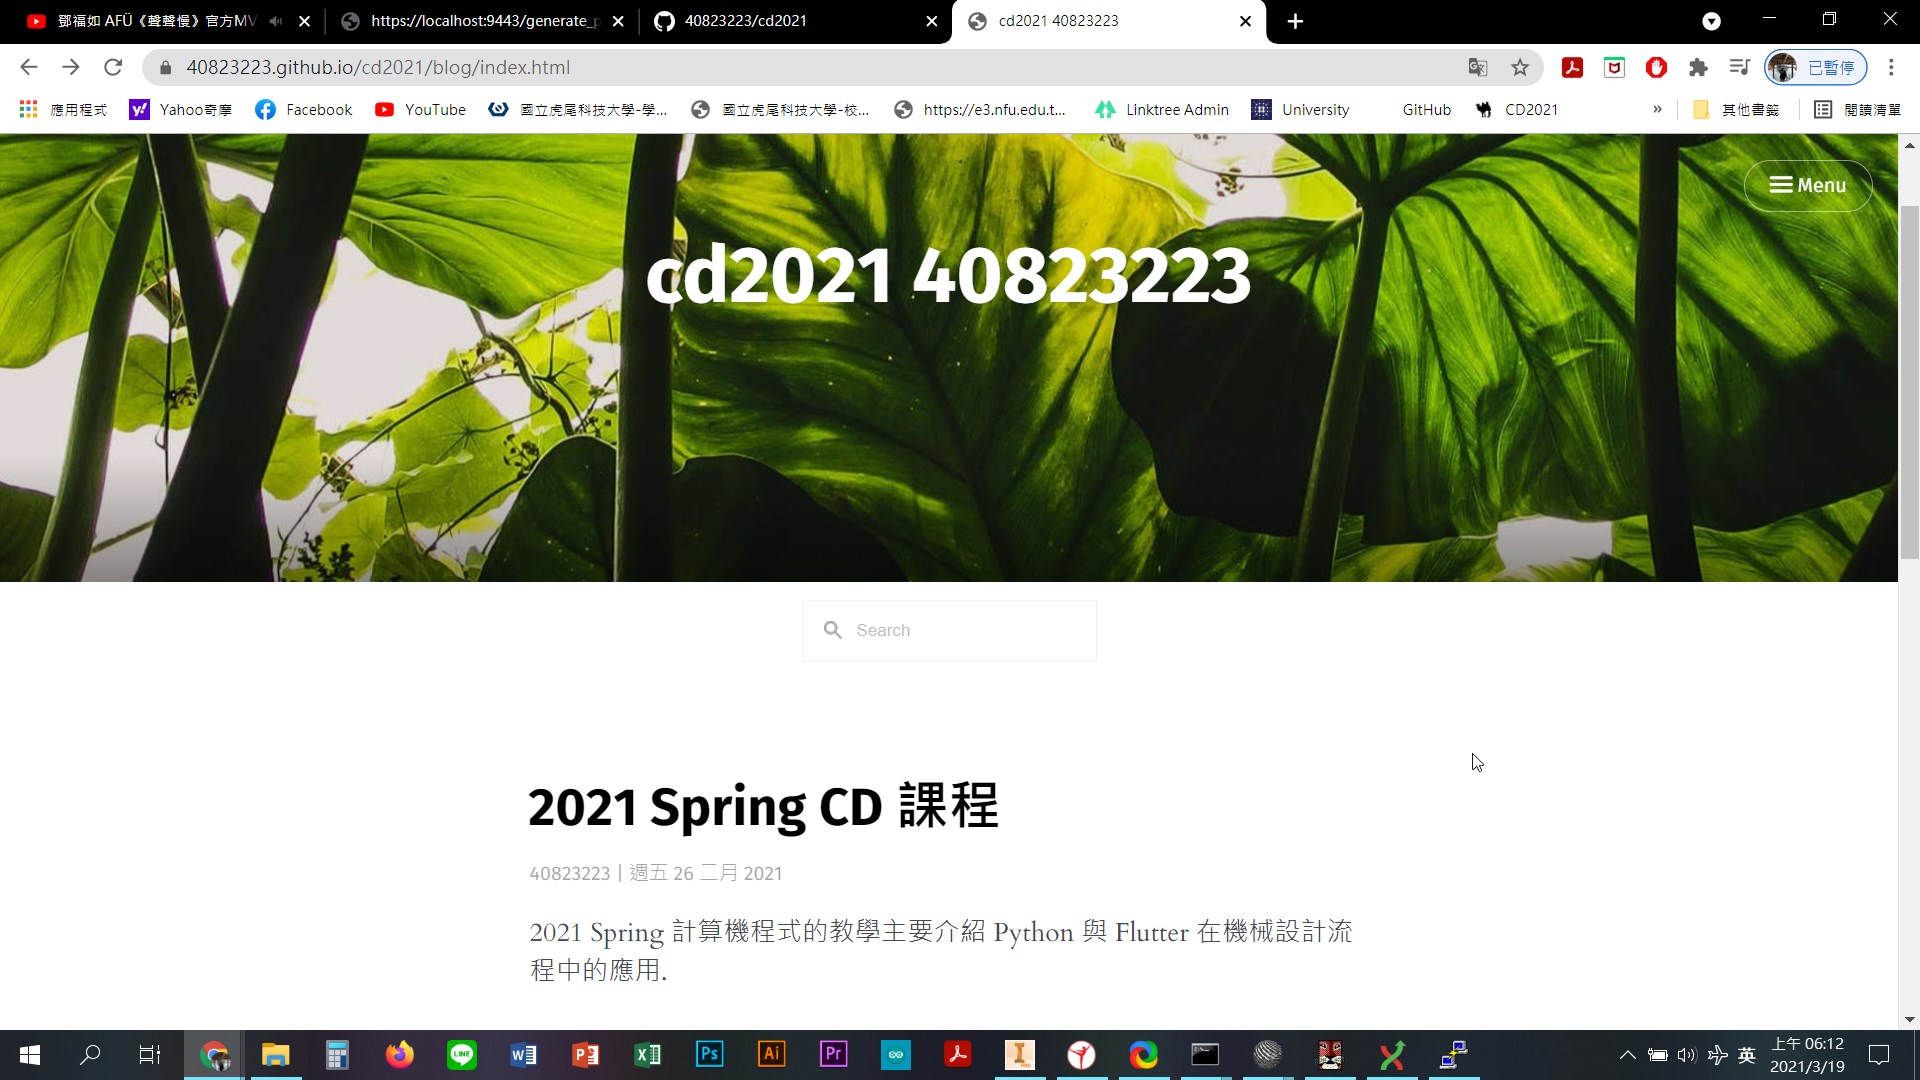 鄧福如 AFÜ《聲聲慢》官方MV
https://localhost:9443/generate_p
40823223/cd2021
cd2021 40823223
40823223.github.io/cd2021/blog/index.html
已暫停
應用程式
Yahoo奇摩
Facebook
YouTube
國立虎尾科技大學-學...
國立虎尾科技大學-校...
https://e3.nfu.edu.t...
Linktree Admin
University
GitHub
CD2021
»
其他書籤
閱讀清單
Menu
cd2021 40823223
Search
2021 Spring CD 課程
40823223 | 週五 26 二月 2021
2021 Spring 計算機程式的教學主要介紹 Python 與 Flutter 在機械設計流
程中的應用.
英
上午 06:12
2021/3/19